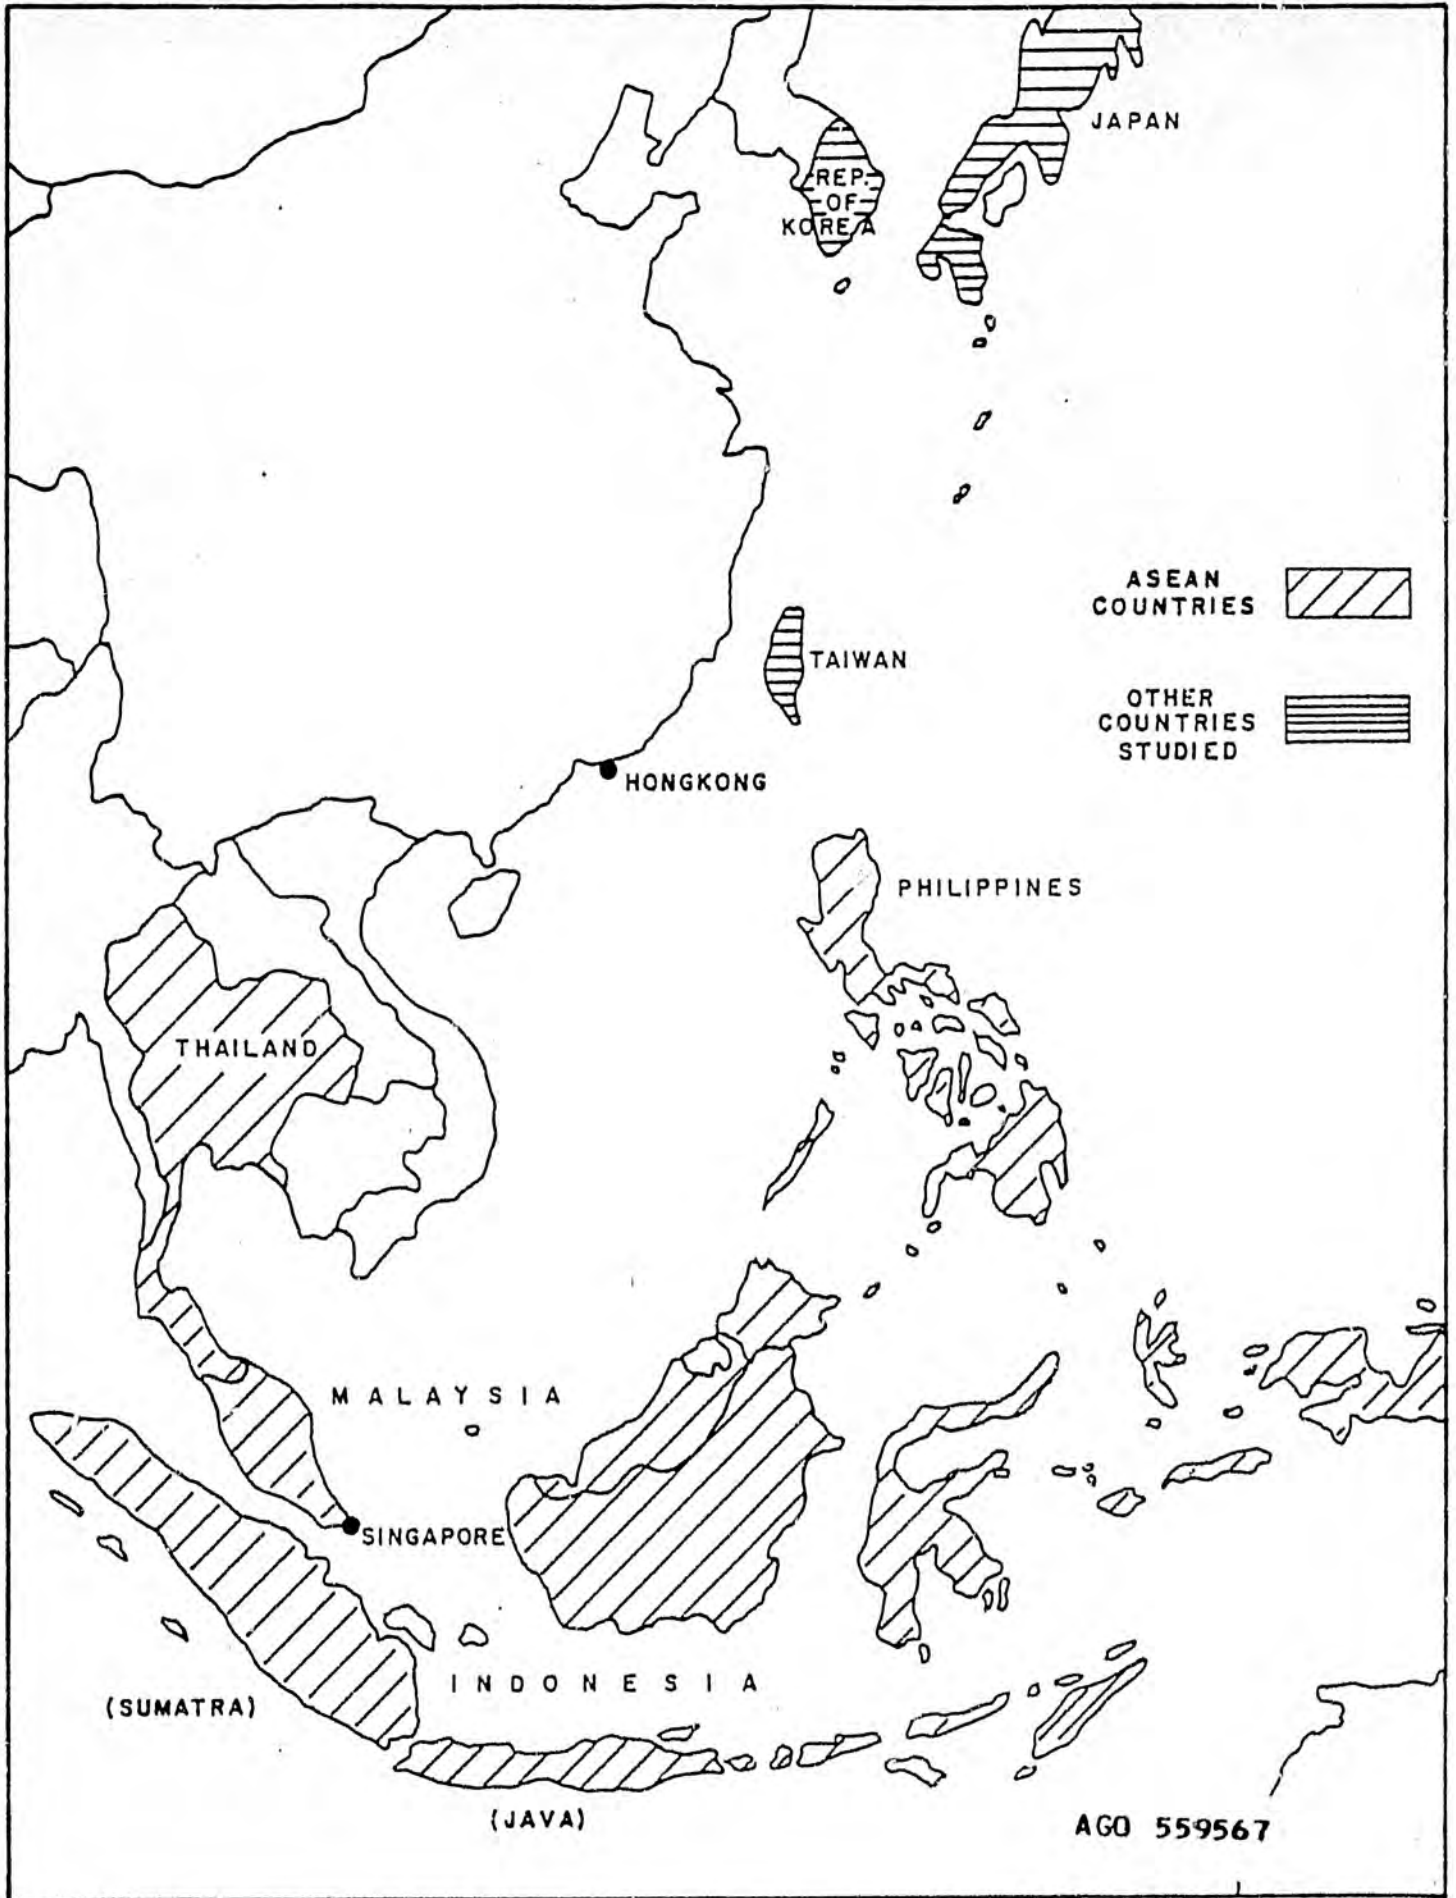 JAPAN
REP.
OF
KOREA
ASEAN
COUNTRIES
TAIWAN
OTHER
COUNTRIES
STUDIED
HONGKONG
PHILIPPINES
THAILAND
MALAYSIA
SINGAPORE
INDONESIA
(SUMATRA)
(JAVA)
AGO 559567